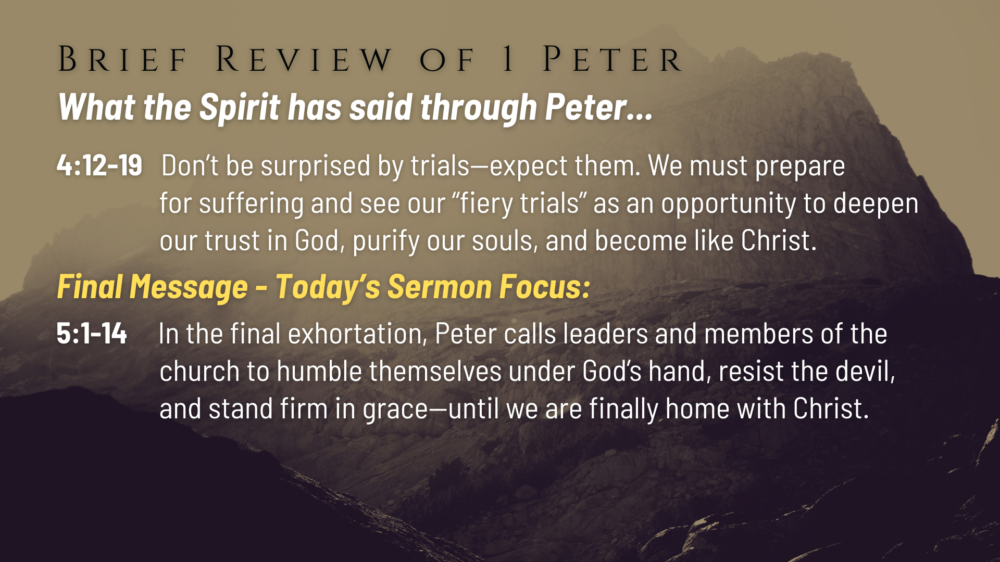 Brief Review of 1 Peter
What the Spirit has said through Peter...
4:12-19 Don’t be surprised by trials—expect them. We must prepare
for suffering and see our “fiery trials” as an opportunity to deepen
our trust in God, purify our souls, and become like Christ.
Final Message - Today’s Sermon Focus:
5:1-14 In the final exhortation, Peter calls leaders and members of the
church to humble themselves under God’s hand, resist the devil,
and stand firm in grace—until we are finally home with Christ.